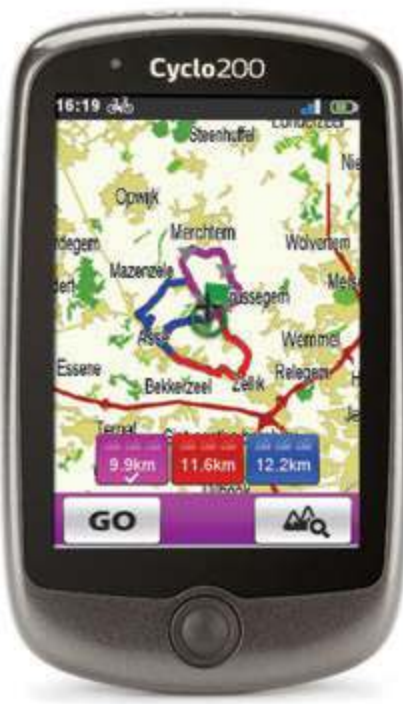 Cyclo200
16:19
Steenhuffel
Opwijk
Merchtem
Wolvertem
Mazenzele
Asse
Wemmel
Essene
Relegem
Bekkerzeel
Zellik
9.9km 11.6km 12.2km
GO